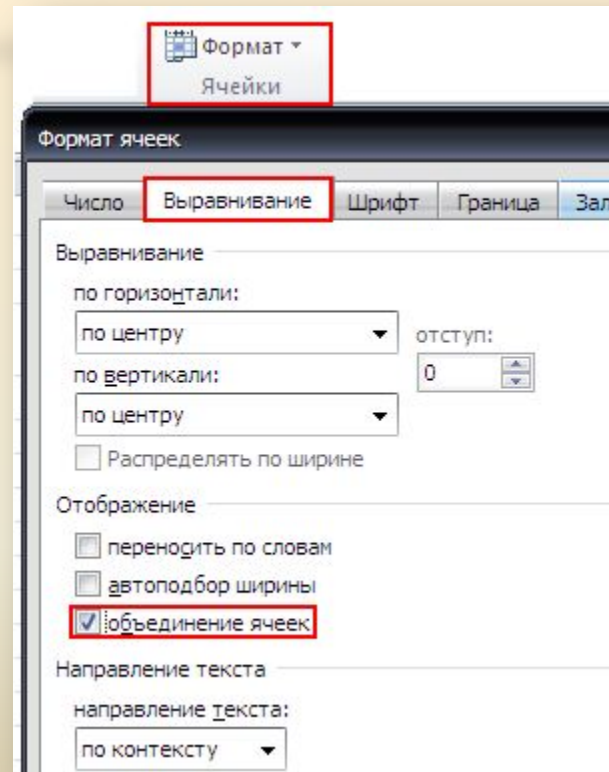 Формат
Ячейки
Формат ячеек
Число Выравнивание Шрифт Граница Зал
Выравнивание
по горизонтали:
по центру
отступ:
по вертикали:
0
по центру
Распределять по ширине
Отображение
переносить по словам
автоподбор ширины
объединение ячеек
Направление текста
направление текста:
по контексту